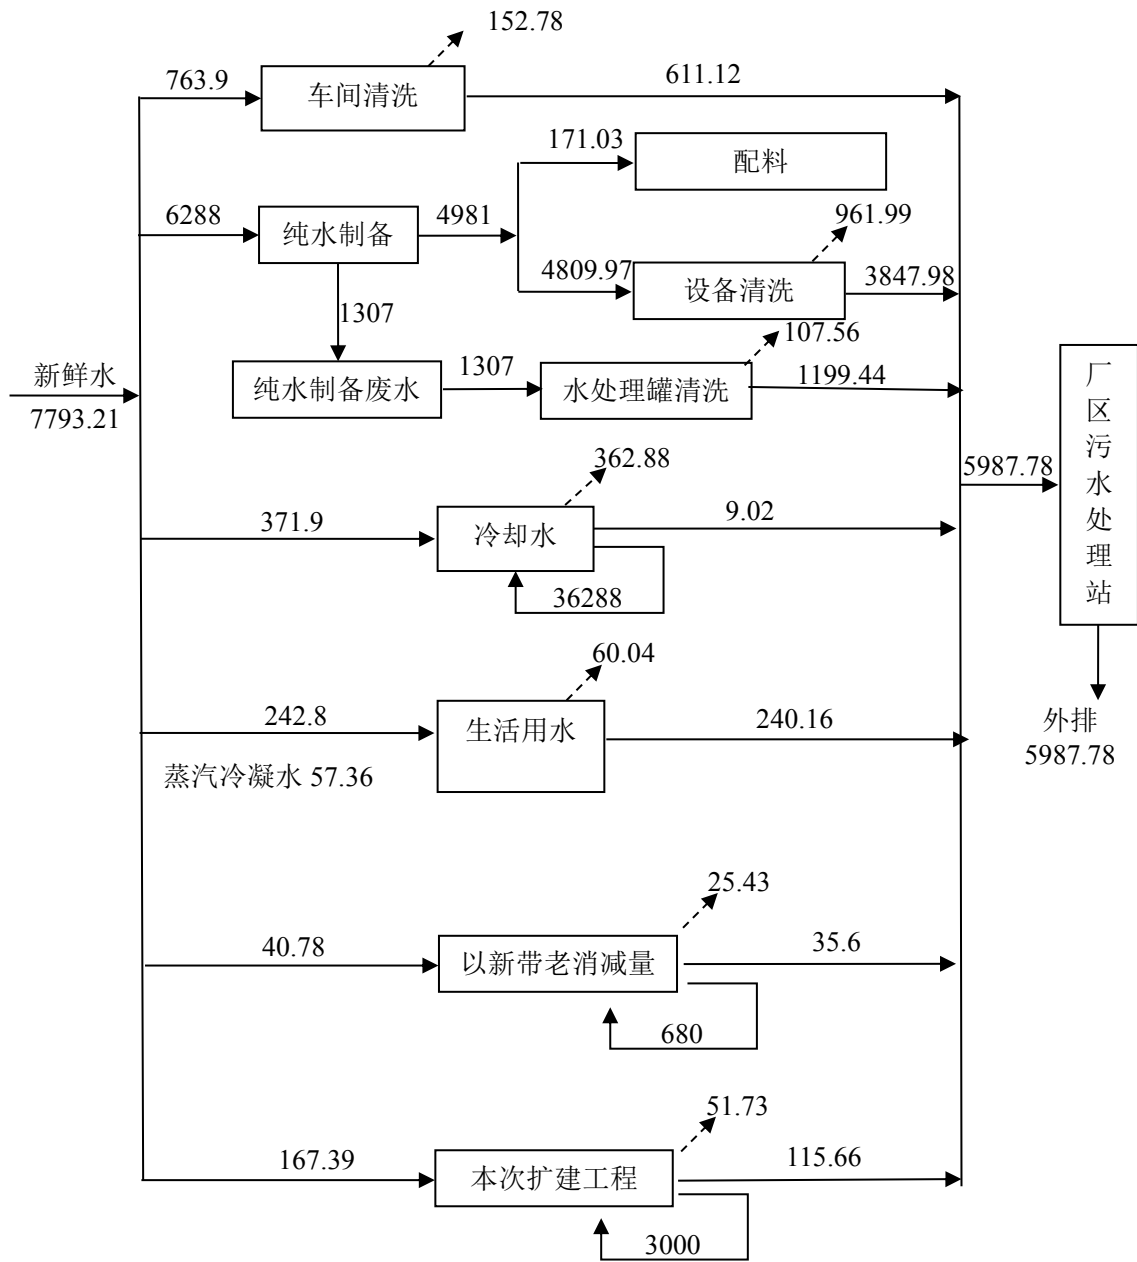 152.78
763.9
车间清洗
611.12
171.03
配料
6288
纯水制备
4981
961.99
4809.97
设备清洗
3847.98
1307
107.56
新鲜水
7793.21
纯水制备废水
1307
水处理罐清洗
1199.44
厂
区
污
水
处
理
站
5987.78
362.88
371.9
冷却水
9.02
36288
60.04
242.8
生活用水
240.16
蒸汽冷凝水 57.36
外排
5987.78
25.43
40.78
以新带老消减量
35.6
680
51.73
167.39
本次扩建工程
115.66
3000